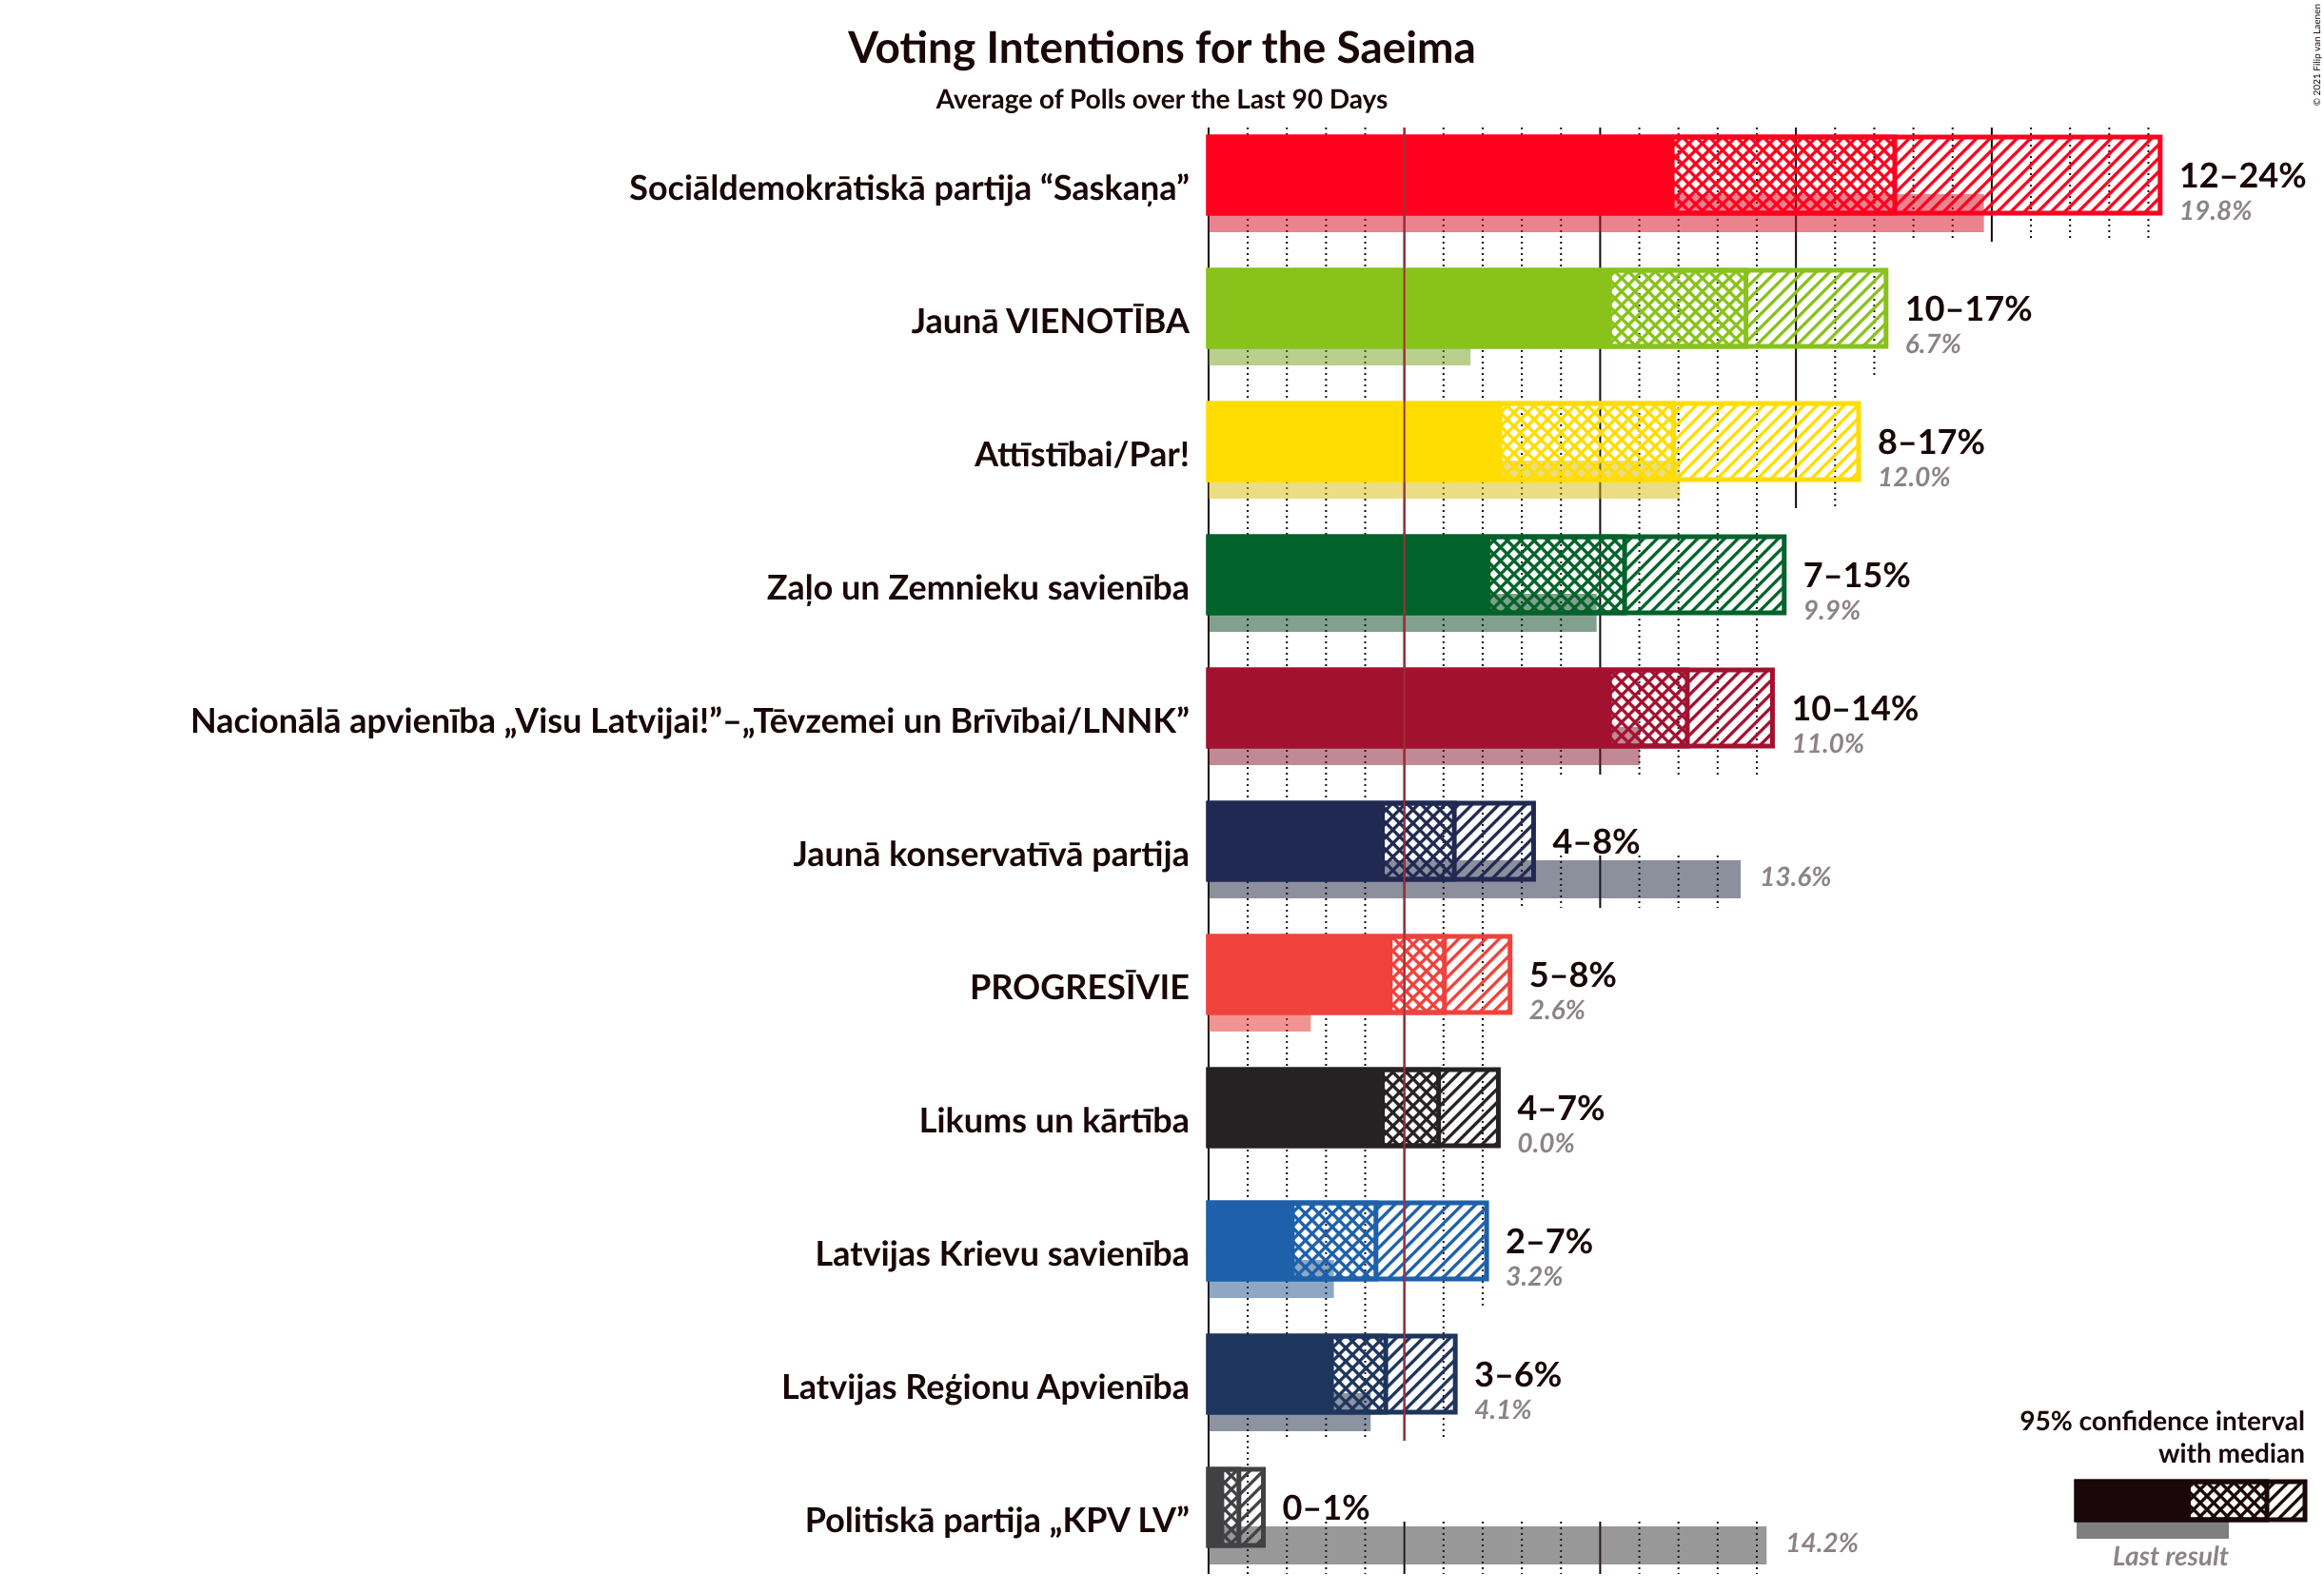 Voting Intentions for the Saeima
Average of Polls over the Last 90 Days
© 2021 Filip van Laenen
Sociāldemokrātiskā partija “Saskaņa”
12–24%
19.8%
Jaunā VIENOTĪBA
10–17%
6.7%
Attīstībai/Par!
8–17%
12.0%
Zaļo un Zemnieku savienība
7–15%
9.9%
Nacionālā apvienība „Visu Latvijai!”–„Tēvzemei un Brīvībai/LNNK”
10–14%
11.0%
Jaunā konservatīvā partija
4–8%
13.6%
PROGRESĪVIE
5–8%
2.6%
Likums un kārtība
4–7%
0.0%
Latvijas Krievu savienība
2–7%
3.2%
Latvijas Reģionu Apvienība
3–6%
4.1%
Politiskā partija „KPV LV”
0–1%
14.2%
95% confidence interval
with median
Last result